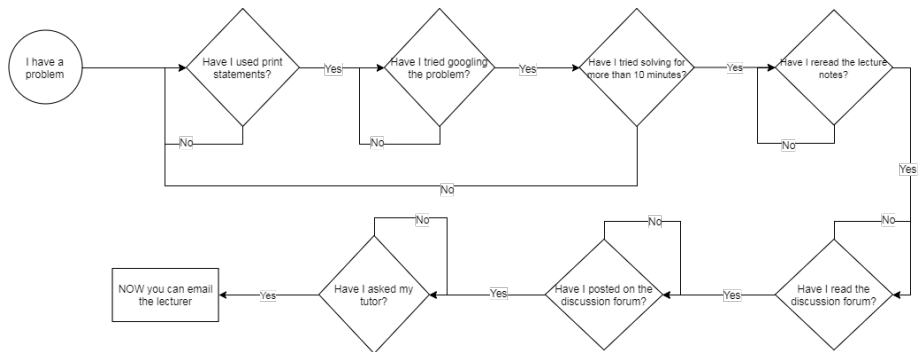 I have a
problem
Have I used print
statements?
Yes
No
Have I tried googling
the problem?
Yes
No
Have I tried solving for
more than 10 minutes?
Yes
No
Have I reread the lecture
notes?
No
Yes
Have I read the
discussion forum?
No
Yes
Have I posted on the
discussion forum?
No
Yes
Have I asked my
tutor?
No
Yes
NOW you can email
the lecturer